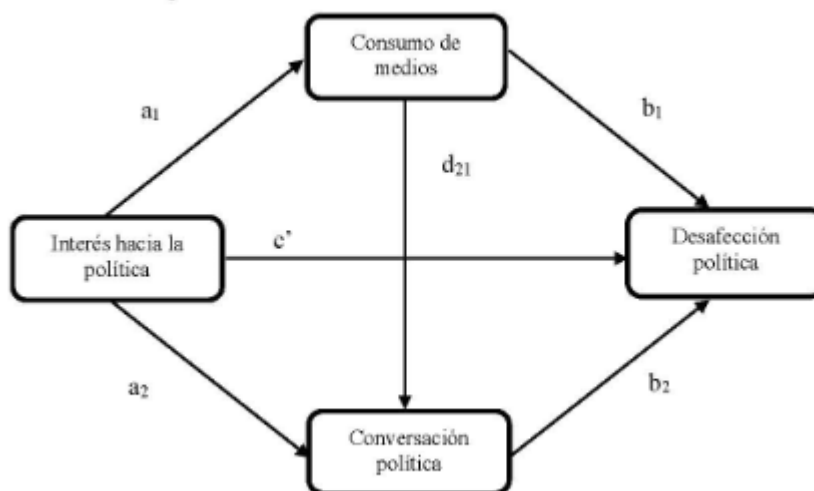 Consumo de
medios
a₁
b₁
d₂₁
Interés hacia la
política
c’
Desafección
política
a₂
b₂
Conversación
política